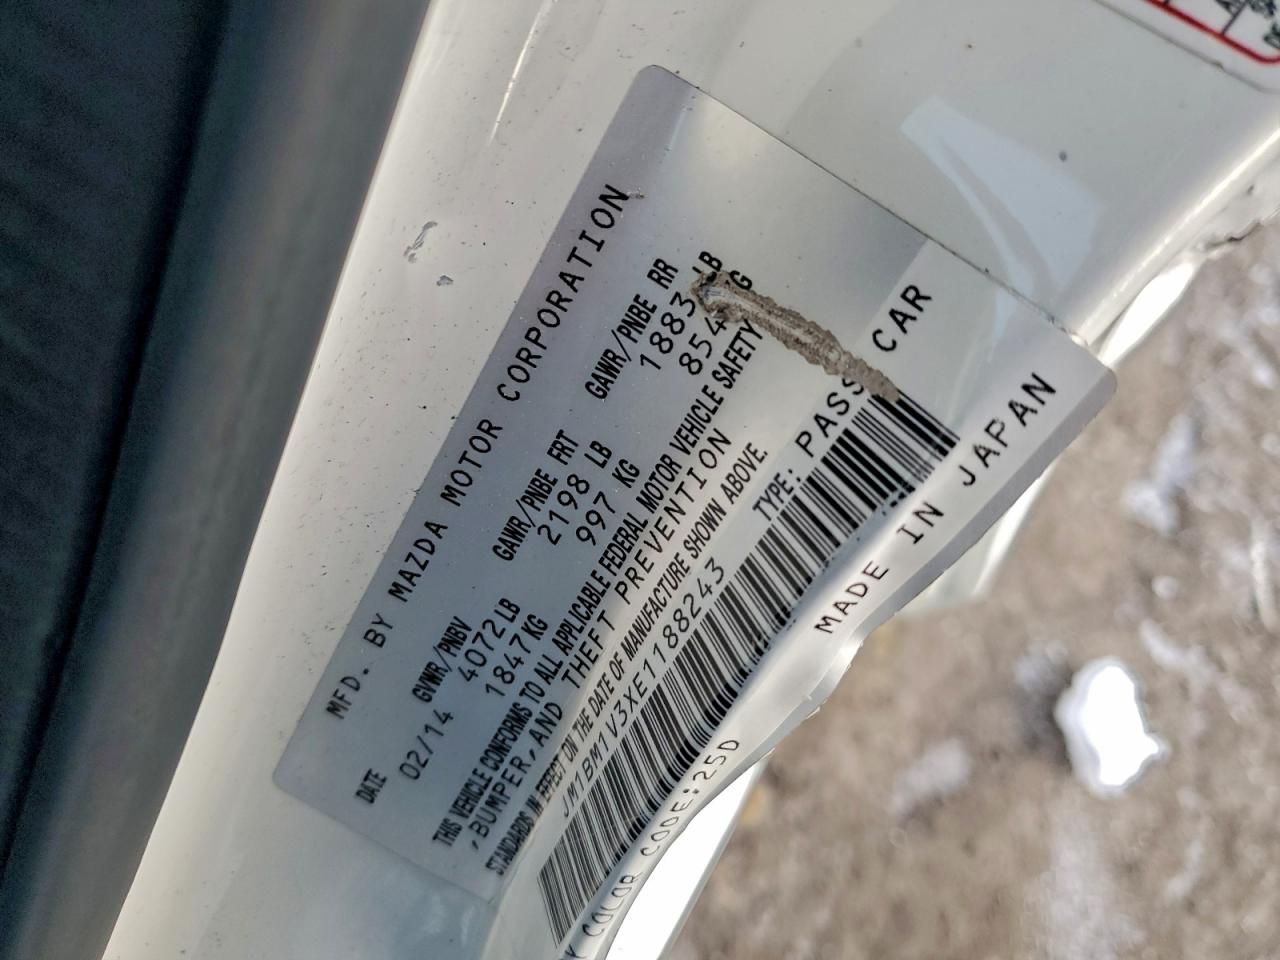 MFD. BY MAZDA MOTOR CORPORATION
DATE GVWR/PNBV GAWR/PNBE FRT GAWR/PNBE RR
02/14 4072LB 2198 LB 1883 LB
1847KG 997 KG 854 KG
THIS VEHICLE CONFORMS TO ALL APPLICABLE FEDERAL MOTOR VEHICLE SAFETY
,BUMPER, AND THEFT PREVENTION
STANDARDS IN EFFECT ON THE DATE OF MANUFACTURE SHOWN ABOVE.
JM1BM1V3XE1188243 TYPE: PASS CAR
Y COLOR CODE:25D MADE IN JAPAN